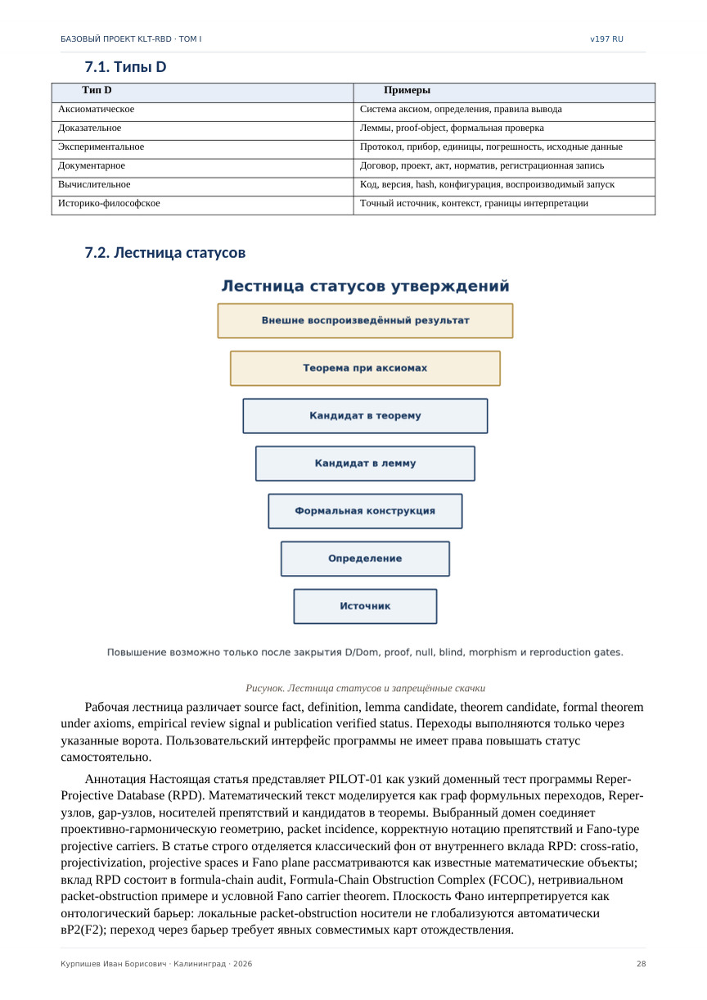 БАЗОВЫЙ ПРОЕКТ KLT-RBD · ТОМ I v197 RU
7.1. Типы D
Тип D Примеры
Аксиоматическое Система аксиом, определения, правила вывода
Доказательное Леммы, proof-object, формальная проверка
Экспериментальное Протокол, прибор, единицы, погрешность, исходные данные
Документарное Договор, проект, акт, норматив, регистрационная запись
Вычислительное Код, версия, hash, конфигурация, воспроизводимый запуск
Историко-философское Точный источник, контекст, границы интерпретации
7.2. Лестница статусов
Лестница статусов утверждений
Внешне воспроизведённый результат
Теорема при аксиомах
Кандидат в теорему
Кандидат в лемму
Формальная конструкция
Определение
Источник
Повышение возможно только после закрытия D/Dom, proof, null, blind, morphism и reproduction gates.
Рисунок. Лестница статусов и запрещённые скачки
Рабочая лестница различает source fact, definition, lemma candidate, theorem candidate, formal theorem
under axioms, empirical review signal и publication verified status. Переходы выполняются только через
указанные ворота. Пользовательский интерфейс программы не имеет права повышать статус
самостоятельно.
Аннотация Настоящая статья представляет PILOT-01 как узкий доменный тест программы Reper-
Projective Database (RPD). Математический текст моделируется как граф формульных переходов, Reper-
узлов, gap-узлов, носителей препятствий и кандидатов в теоремы. Выбранный домен соединяет
проективно-гармоническую геометрию, packet incidence, корректную нотацию препятствий и Fano-type
projective carriers. В статье строго отделяется классический фон от внутреннего вклада RPD: cross-ratio,
projectivization, projective spaces и Fano plane рассматриваются как известные математические объекты;
вклад RPD состоит в formula-chain audit, Formula-Chain Obstruction Complex (FCOC), нетривиальном
packet-obstruction примере и условной Fano carrier theorem. Плоскость Фано интерпретируется как
онтологический барьер: локальные packet-obstruction носители не глобализуются автоматически
вP2(F2); переход через барьер требует явных совместимых карт отождествления.
Курпишев Иван Борисович · Калининград · 2026 28